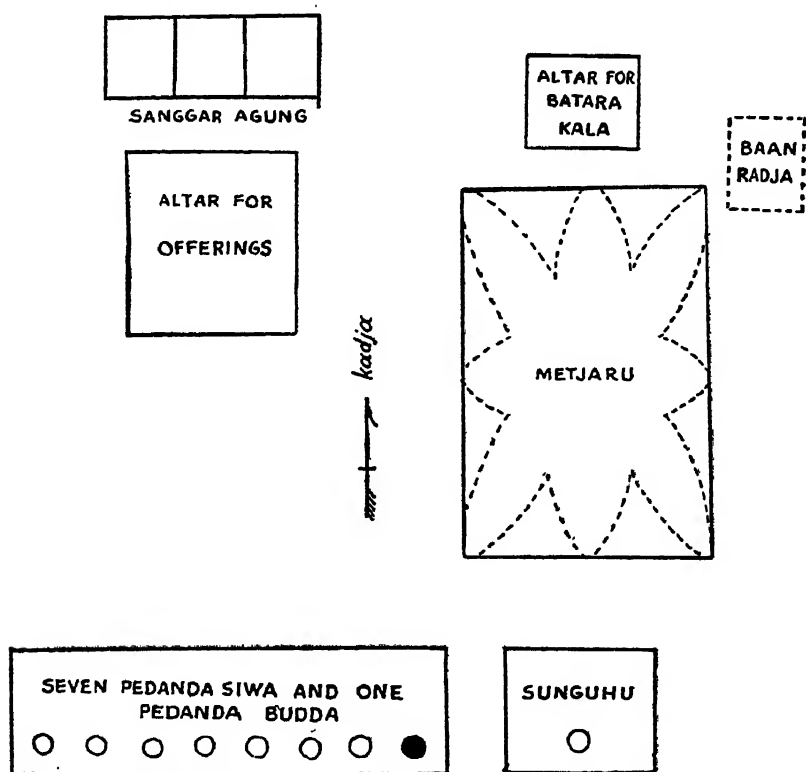 SANGGAR AGUNG
ALTAR FOR
OFFERINGS
ALTAR FOR
BATARA
KALA
BAAN
RADJA
kadja
METJARU
SEVEN PEDANDA SIWA AND ONE
PEDANDA BUDDA
SUNGUHU